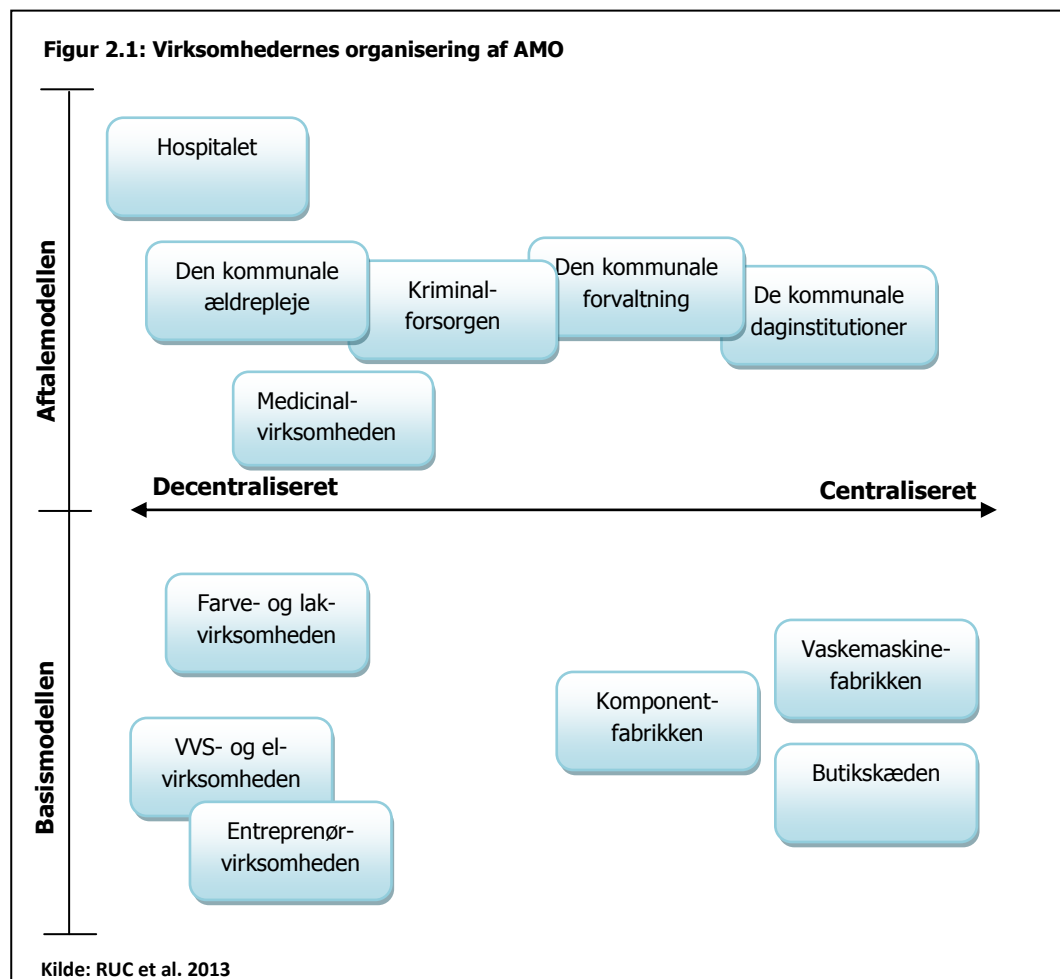 Figur 2.1: Virksomhedernes organisering af AMO
Aftalemodellen
Hospitalet
Den kommunale
ældrepleje
Kriminal-
forsorgen
Den kommunale
forvaltning
De kommunale
daginstitutioner
Medicinal-
virksomheden
Decentraliseret
Centraliseret
Basismodellen
Farve- og lak-
virksomheden
VVS- og el-
virksomheden
Entreprenør-
virksomheden
Komponent-
fabrikken
Vaskemaskine-
fabrikken
Butikskæden
Kilde: RUC et al. 2013